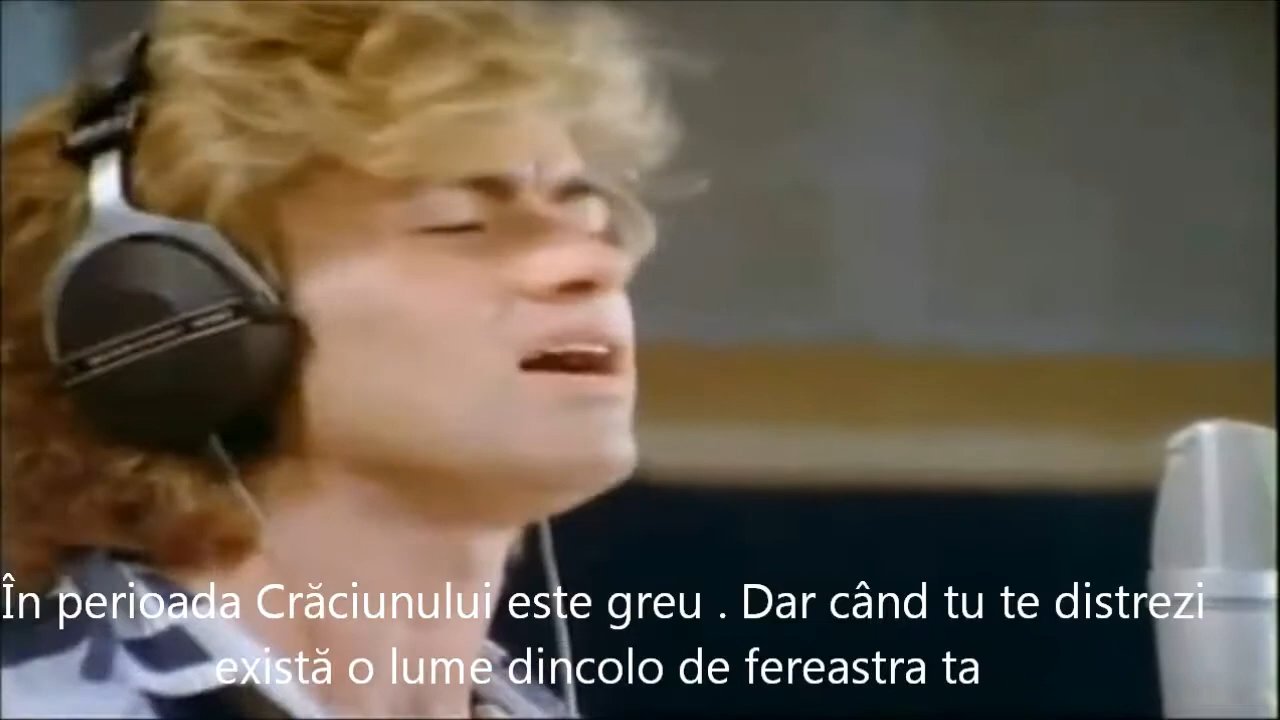 În perioada Crăciunului este greu . Dar când tu te distrezi
există o lume dincolo de fereastra ta